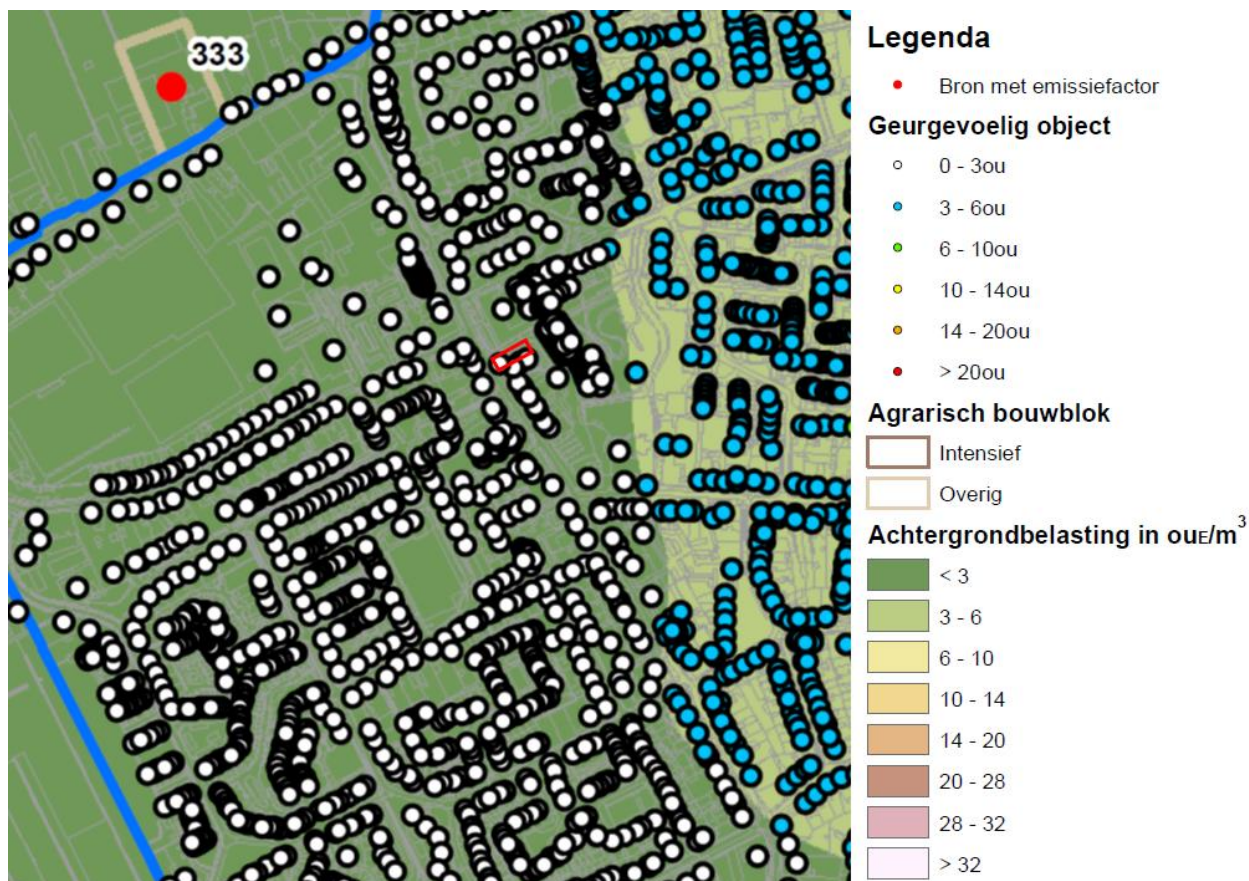 333
Legenda
Bron met emissiefactor
Geurgevoelig object
0 - 3ou
3 - 6ou
6 - 10ou
10 - 14ou
14 - 20ou
> 20ou
Agrarisch bouwblok
Intensief
Overig
Achtergrondbelasting in ouE/m³
< 3
3 - 6
6 - 10
10 - 14
14 - 20
20 - 28
28 - 32
> 32